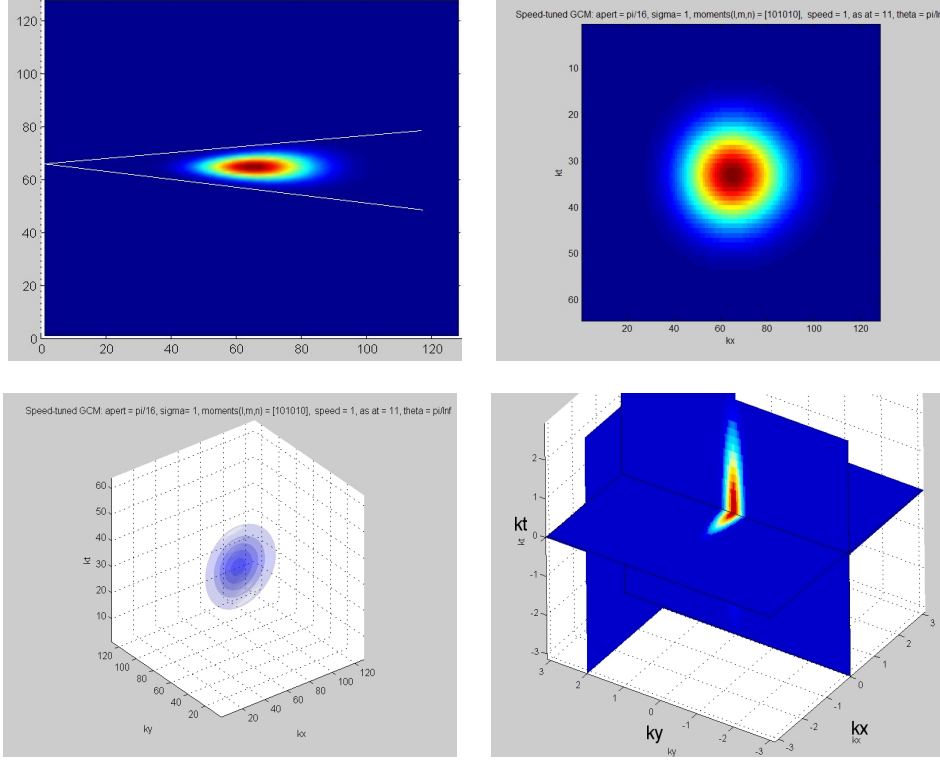 120
100
80
60
40
20
0
0 20 40 60 80 100 120
Speed-tuned GCM: apert = pi/16, sigma= 1, moments(l,m,n) = [101010], speed = 1, as at = 11, theta = pi/In
10
20
30
40
50
60
kt
20 40 60 80 100 120
kx
Speed-tuned GCM: apert = pi/16, sigma= 1, moments(l,m,n) = [101010], speed = 1, as at = 11, theta = pi/Inf
60
50
40
30
20
10
kt
120
100
80
60
40
20
ky
20 40 60 80 100 120
kx
2
1
0
-1
-2
-3
kt
kt
3 2 1 0 -1 -2 -3
ky
ky
-3 -2 -1 0 1 2 3
kx
kx